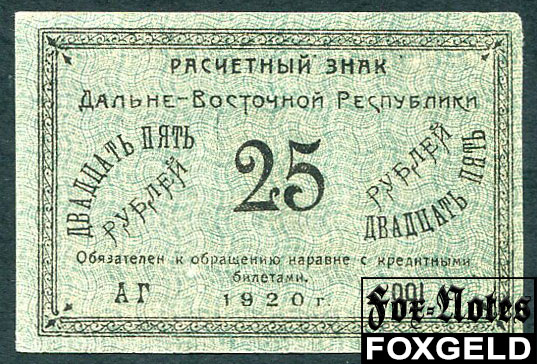 РАСЧЕТНЫЙ ЗНАК
ДАЛЬНЕ-ВОСТОЧНОЙ РЕСПУБЛИКИ
ДВАДЦАТЬ ПЯТЬ
РУБЛЕЙ
25
РУБЛЕЙ
ДВАДЦАТЬ ПЯТЬ
Обязателен к обращению наравне с кредитными
билетами.
АГ
1920 г.
Fox-Notes
FOXGELD